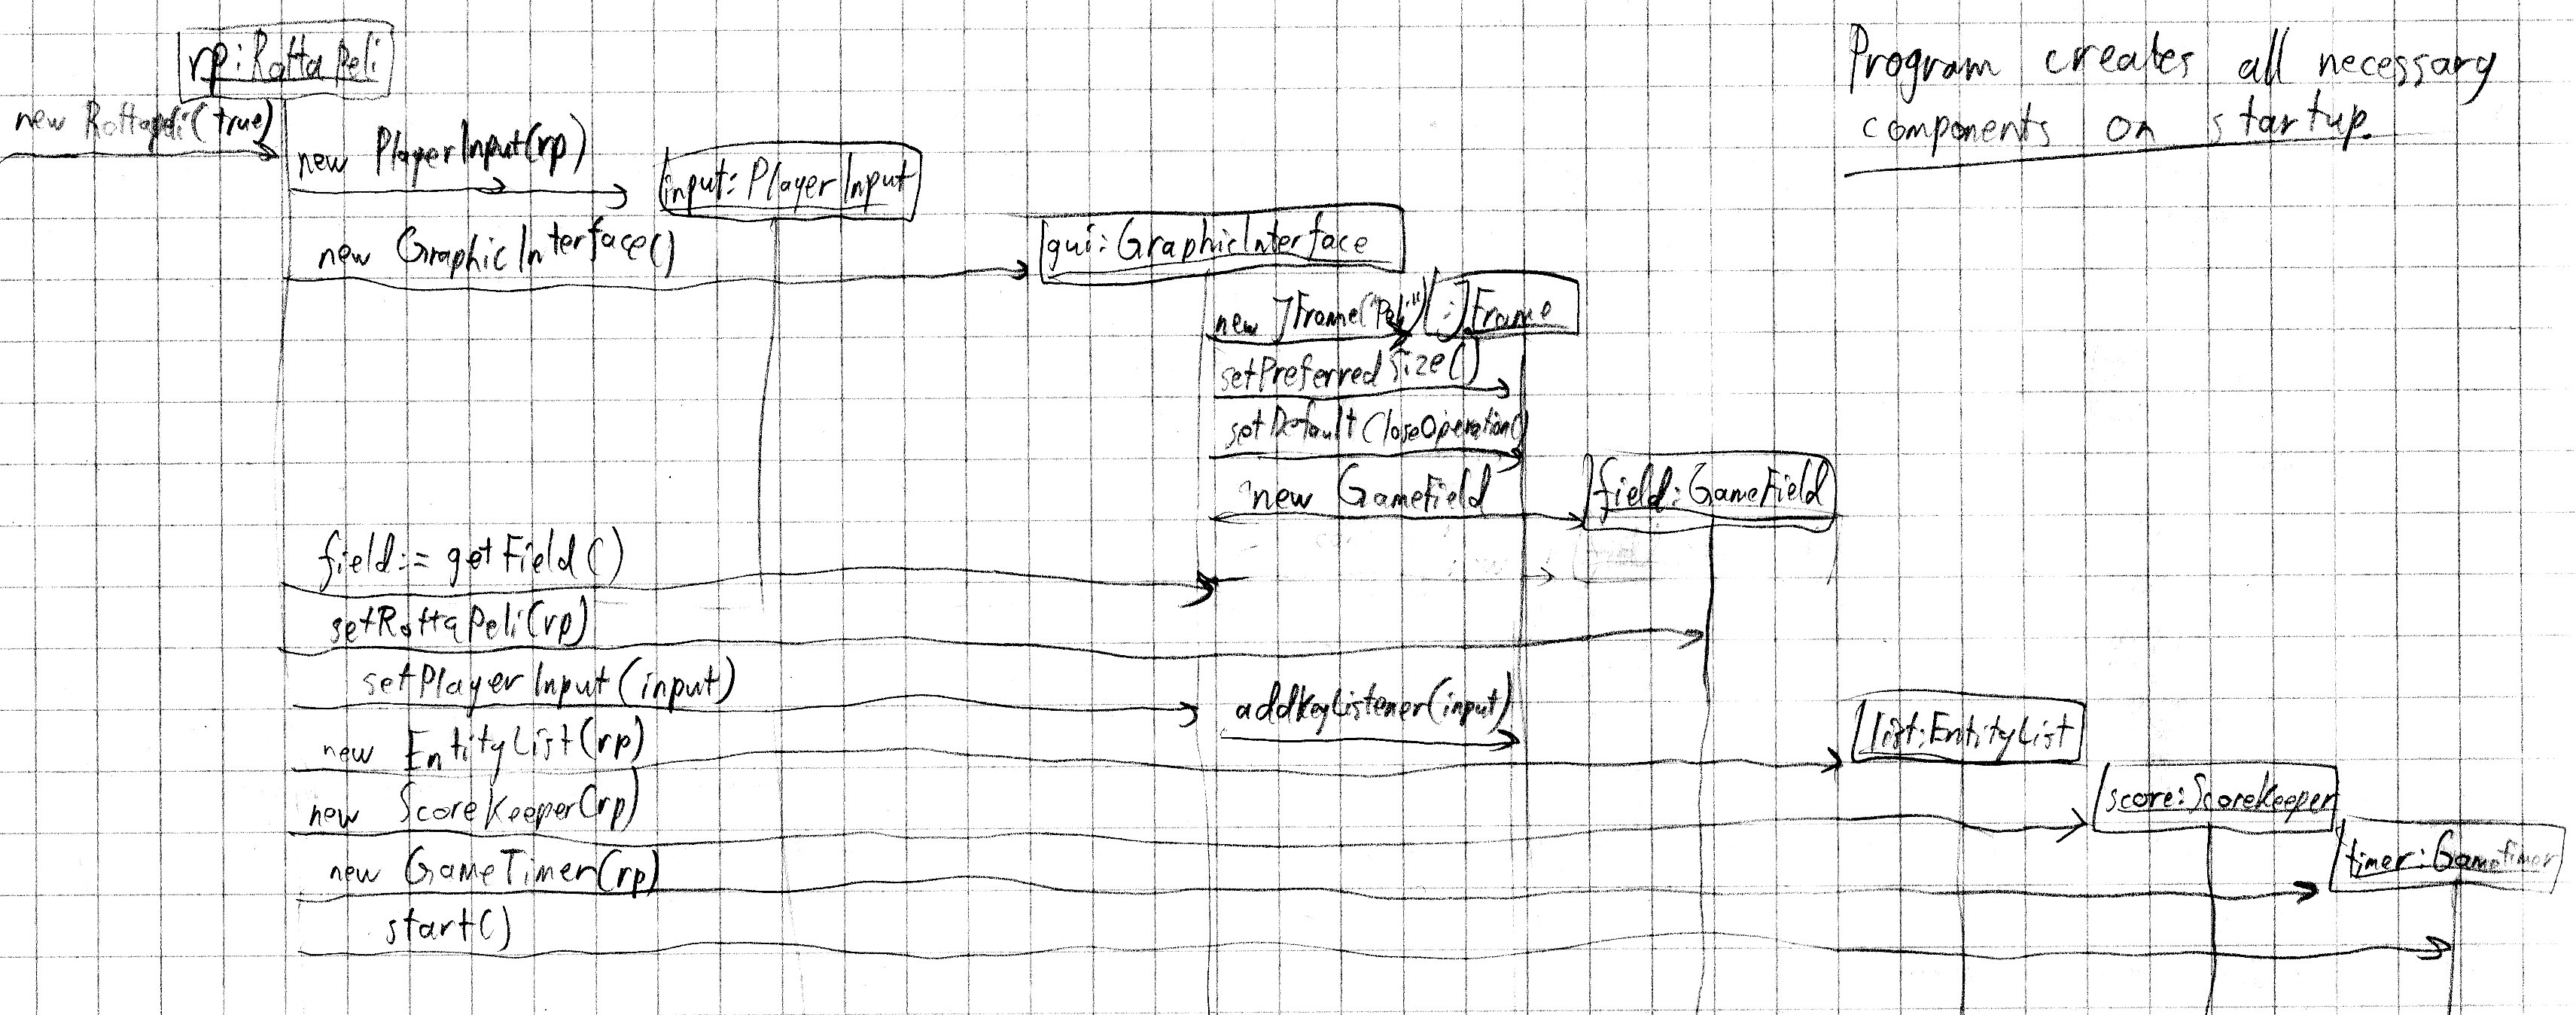 rp:RottaPeli
Program creates all necessary
components on startup.
new Rottapeli(true)
new PlayerInput(rp)
input:PlayerInput
new GraphicInterface()
gui:GraphicInterface
new JFrame("Peli")
:JFrame
setPreferredSize()
setDefaultCloseOperation()
new GameField
field:GameField
field:=getField()
setRottaPeli(rp)
setPlayerInput(input)
addKeyListener(input)
new EntityList(rp)
list:EntityList
new ScoreKeeper(rp)
score:ScoreKeeper
new GameTimer(rp)
timer:GameTimer
start()